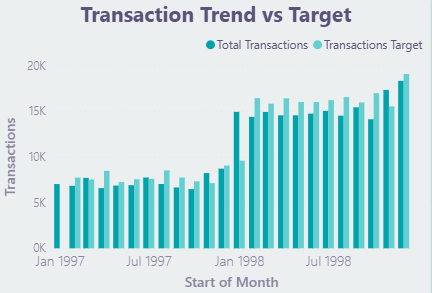 Transaction Trend vs Target
Total Transactions Transactions Target
20K
15K
10K
5K
0K
Transactions
Jan 1997 Jul 1997 Jan 1998 Jul 1998
Start of Month